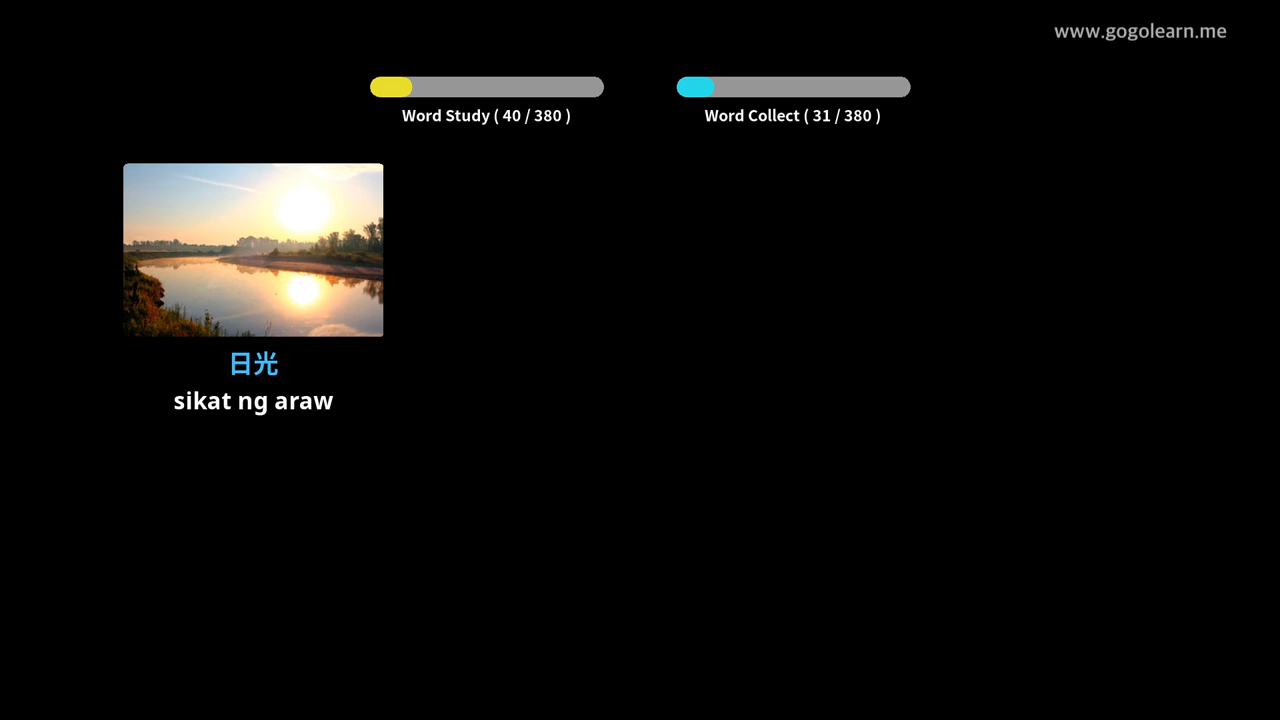 www.gogolearn.me
Word Study ( 40 / 380 )
Word Collect ( 31 / 380 )
日光
sikat ng araw